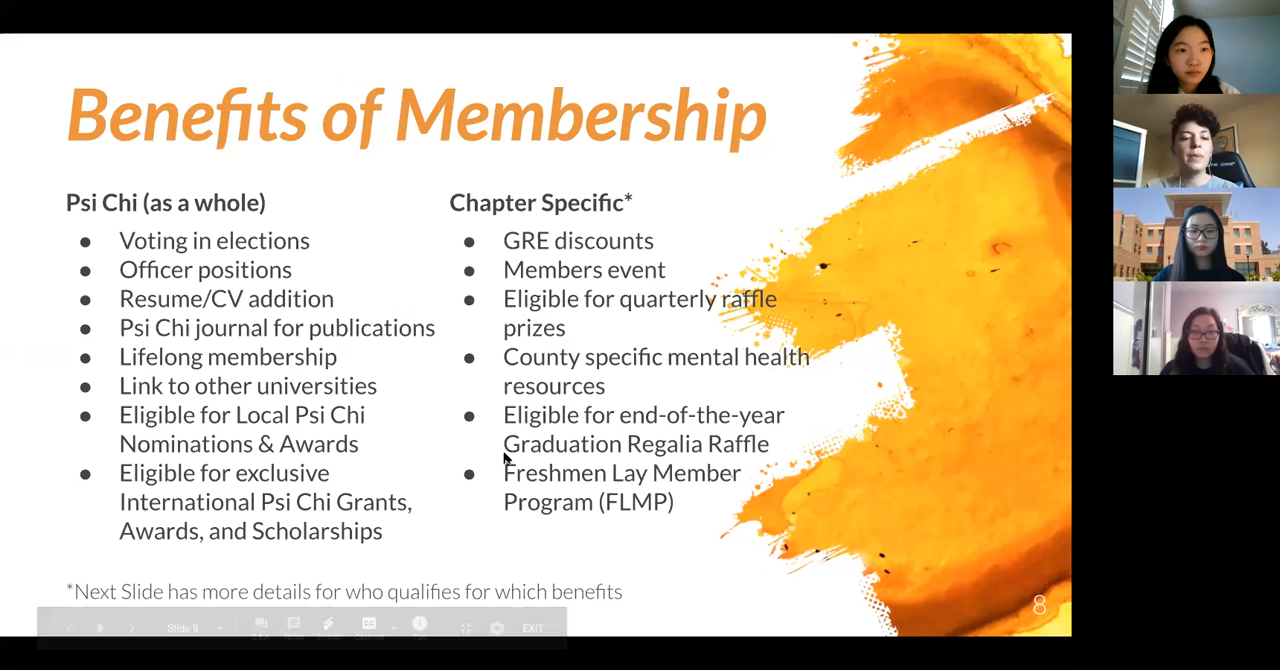 Benefits of Membership
Psi Chi (as a whole)
● Voting in elections
● Officer positions
● Resume/CV addition
● Psi Chi journal for publications
● Lifelong membership
● Link to other universities
● Eligible for Local Psi Chi
Nominations & Awards
● Eligible for exclusive
International Psi Chi Grants,
Awards, and Scholarships
Chapter Specific*
● GRE discounts
● Members event
● Eligible for quarterly raffle
prizes
● County specific mental health
resources
● Eligible for end-of-the-year
Graduation Regalia Raffle
● Freshmen Lay Member
Program (FLMP)
*Next Slide has more details for who qualifies for which benefits
8
Slide 8
EXIT